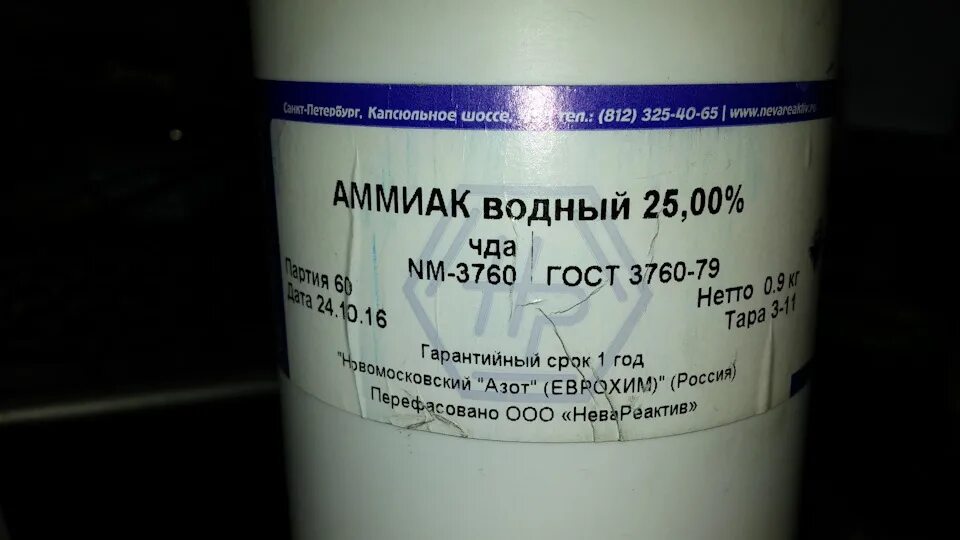 Санкт-Петербург, Капсюльное шоссе, тел.: (812) 325-40-65 | www.nevareaktiv.ru
АММИАК водный 25,00%
чда
NM-3760 ГОСТ 3760-79
Партия 60
Дата 24.10.16
Нетто 0.9 кг
Тара 3-11
Гарантийный срок 1 год
"Новомосковский "Азот" (ЕВРОХИМ)" (Россия)
Перефасовано ООО «НеваРеактив»